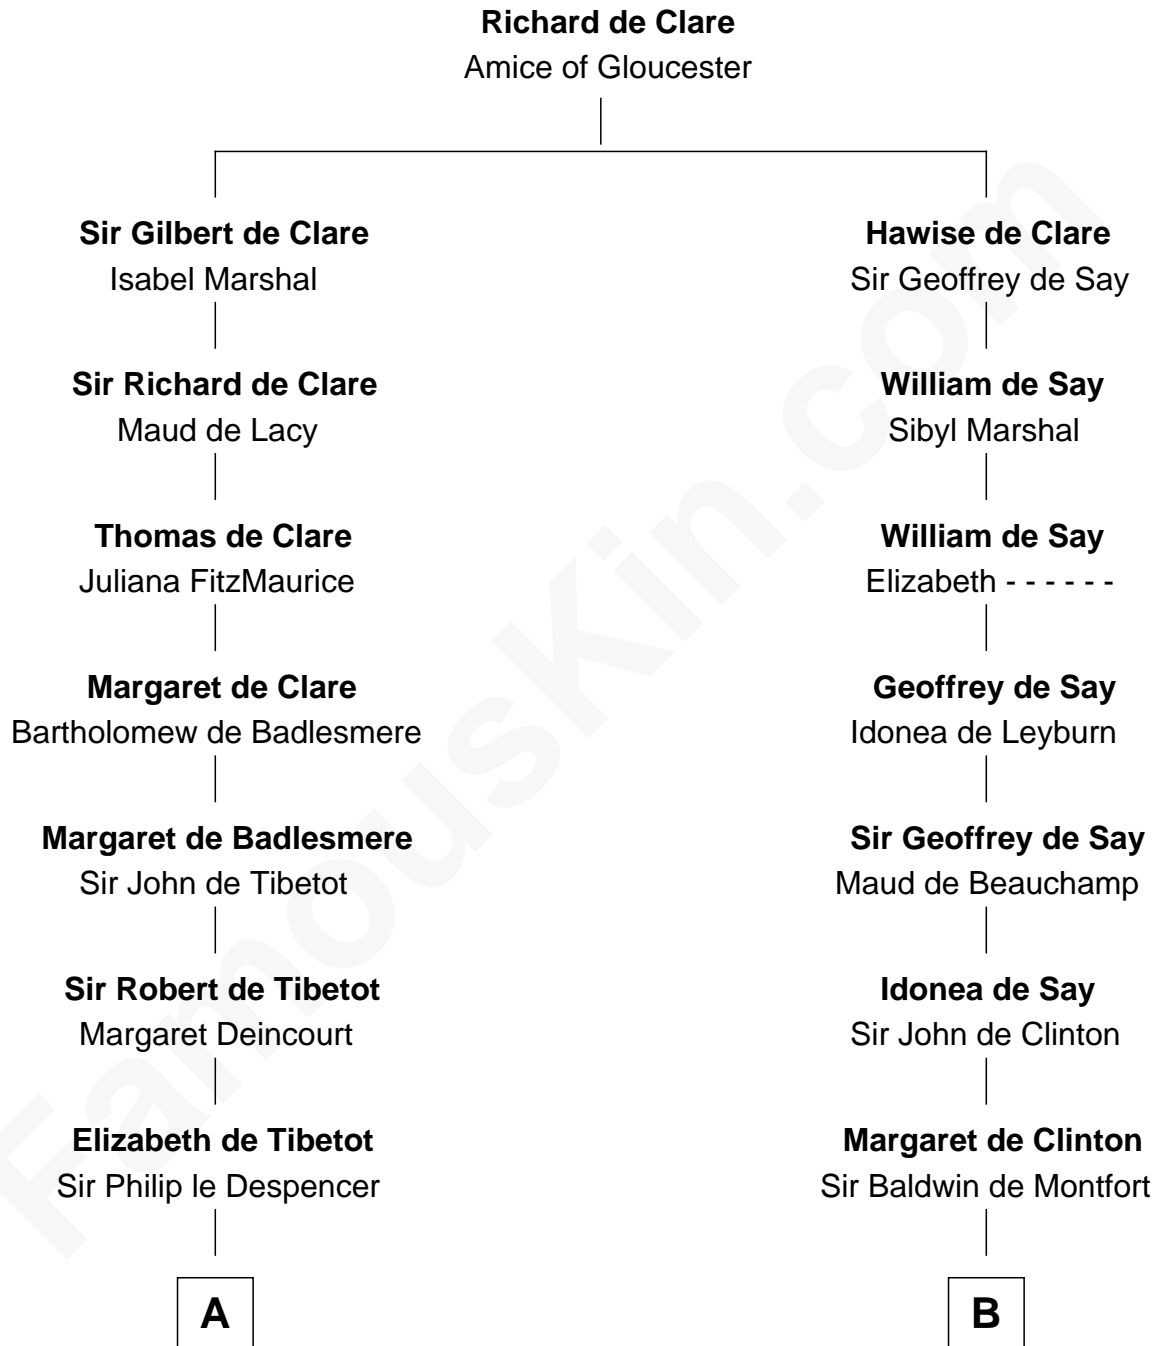 Richard de Clare
Amice of Gloucester
Sir Gilbert de Clare
Isabel Marshal
Hawise de Clare
Sir Geoffrey de Say
Sir Richard de Clare
Maud de Lacy
William de Say
Sibyl Marshal
Thomas de Clare
Juliana FitzMaurice
William de Say
Elizabeth - - - - - -
Margaret de Clare
Bartholomew de Badlesmere
Geoffrey de Say
Idonea de Leyburn
Margaret de Badlesmere
Sir John de Tibetot
Sir Geoffrey de Say
Maud de Beauchamp
Sir Robert de Tibetot
Margaret Deincourt
Idonea de Say
Sir John de Clinton
Elizabeth de Tibetot
Sir Philip le Despencer
Margaret de Clinton
Sir Baldwin de Montfort
A
B
FamousKin.com